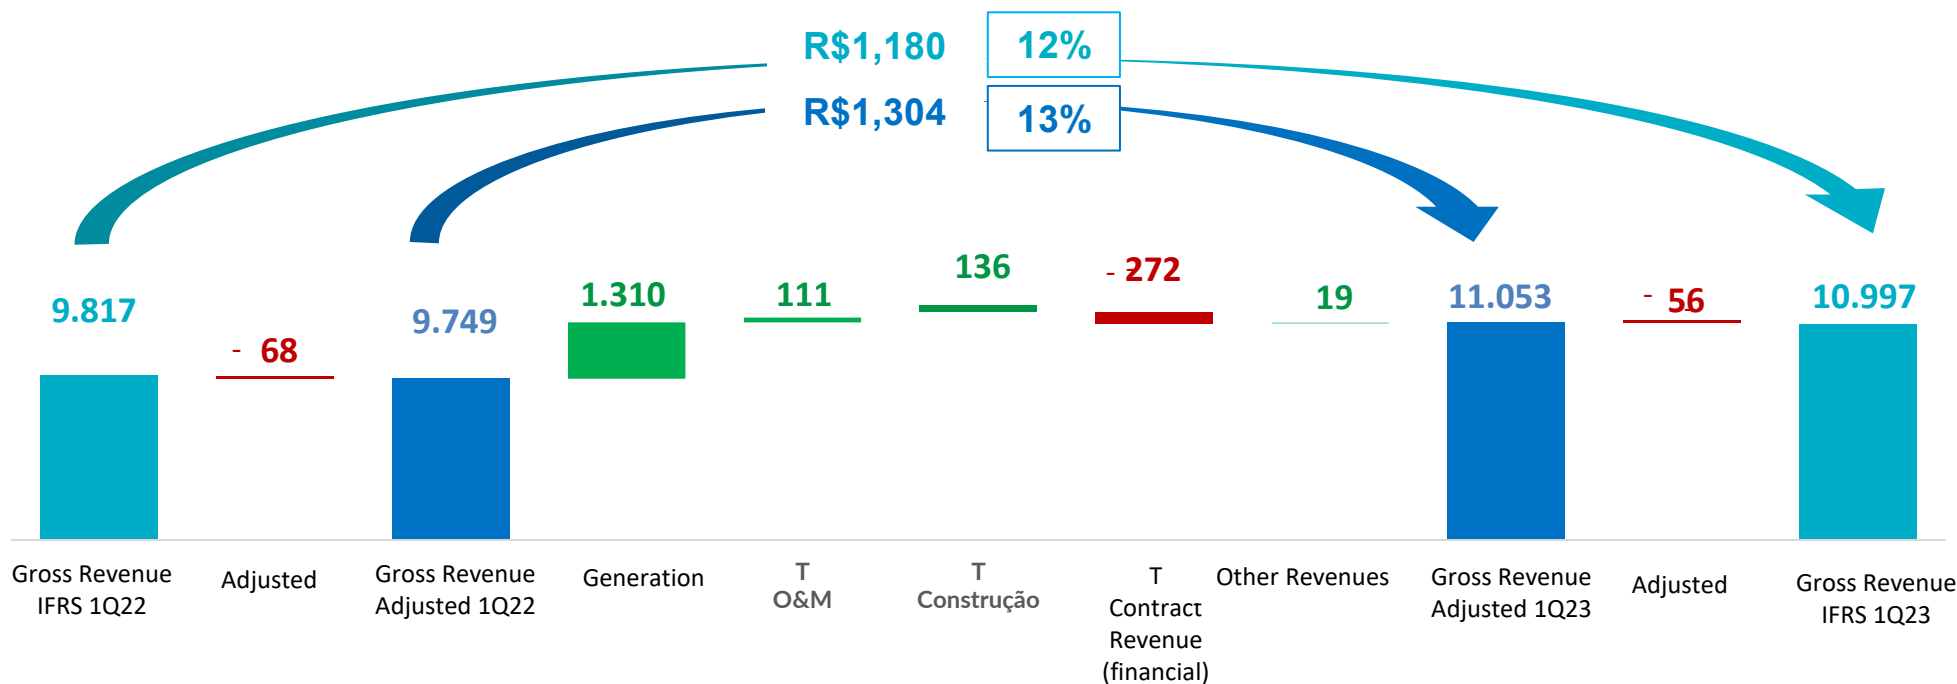 R$1,180 12%
R$1,304 13%
9.817
- 68
9.749
1.310
111
136
- 272
19
11.053
- 56
10.997
Gross Revenue
IFRS 1Q22
Adjusted
Gross Revenue
Adjusted 1Q22
Generation
T
O&M
T
Construção
T
Contract
Revenue
(financial)
Other Revenues
Gross Revenue
Adjusted 1Q23
Adjusted
Gross Revenue
IFRS 1Q23